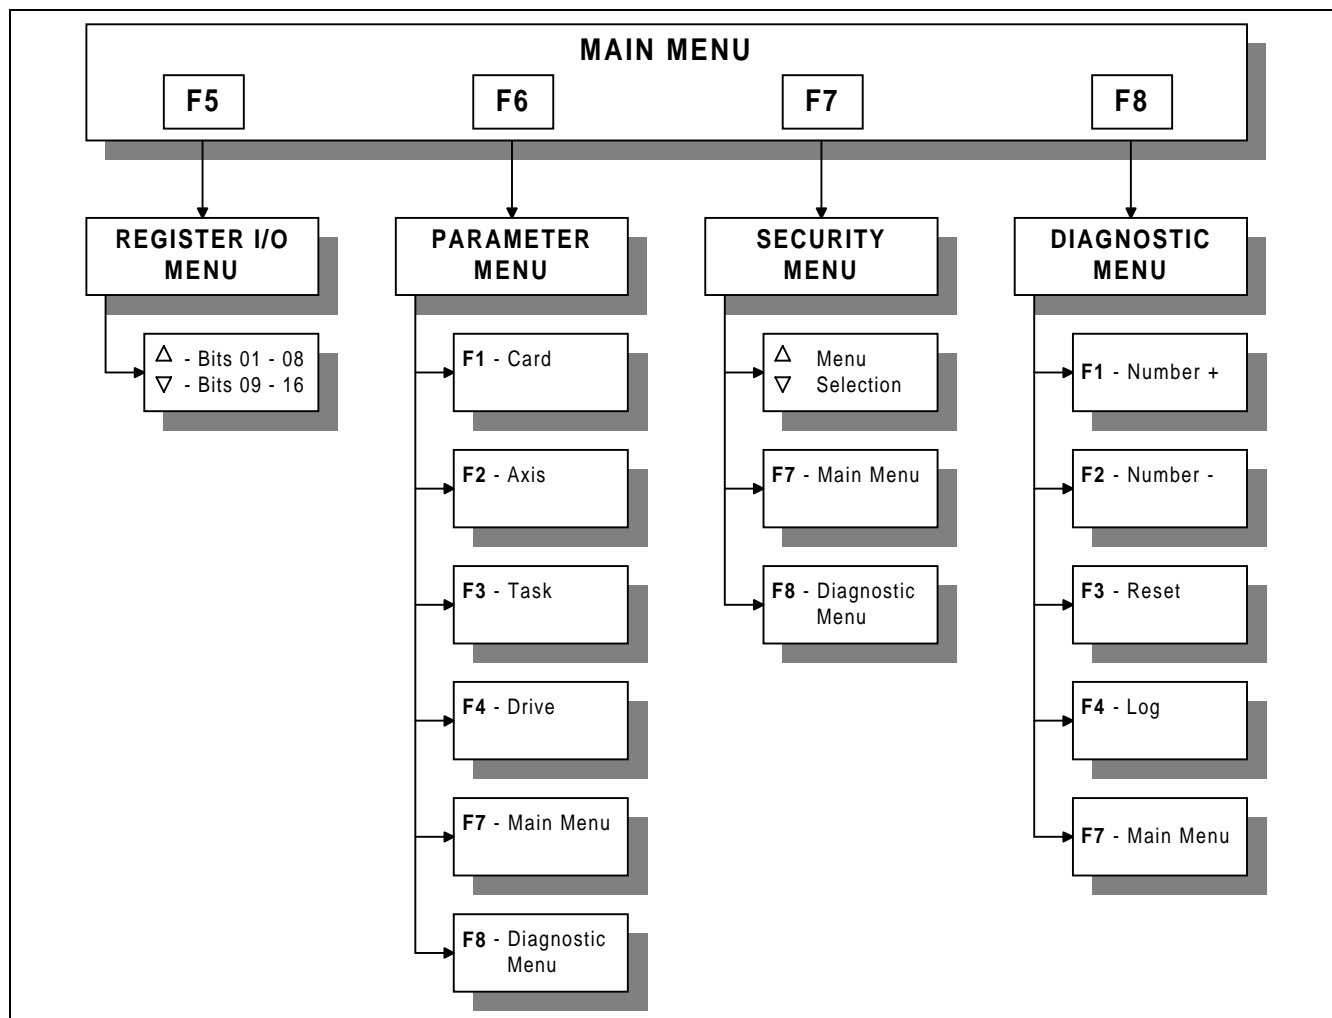 MAIN MENU
F5
F6
F7
F8
REGISTER I/O
MENU
△ - Bits 01 - 08
▽ - Bits 09 - 16
PARAMETER
MENU
F1 - Card
F2 - Axis
F3 - Task
F4 - Drive
F7 - Main Menu
F8 - Diagnostic
Menu
SECURITY
MENU
△ Menu
▽ Selection
F7 - Main Menu
F8 - Diagnostic
Menu
DIAGNOSTIC
MENU
F1 - Number +
F2 - Number -
F3 - Reset
F4 - Log
F7 - Main Menu